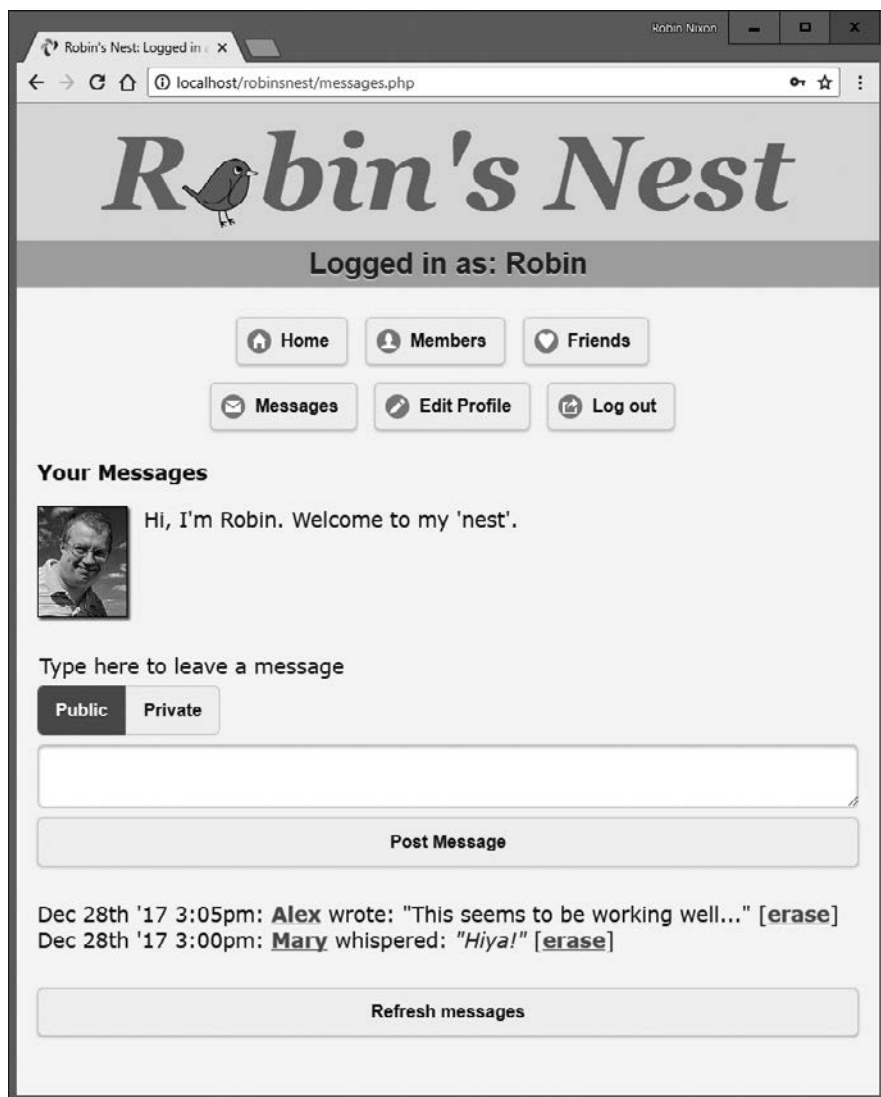 Robin Nixon
Robin's Nest: Logged in
localhost/robinsnest/messages.php
Robin's Nest
Logged in as: Robin
Home Members Friends
Messages Edit Profile Log out
Your Messages
Hi, I'm Robin. Welcome to my 'nest'.
Type here to leave a message
Public Private
Post Message
Dec 28th '17 3:05pm: Alex wrote: "This seems to be working well..." [erase]
Dec 28th '17 3:00pm: Mary whispered: "Hiya!" [erase]
Refresh messages